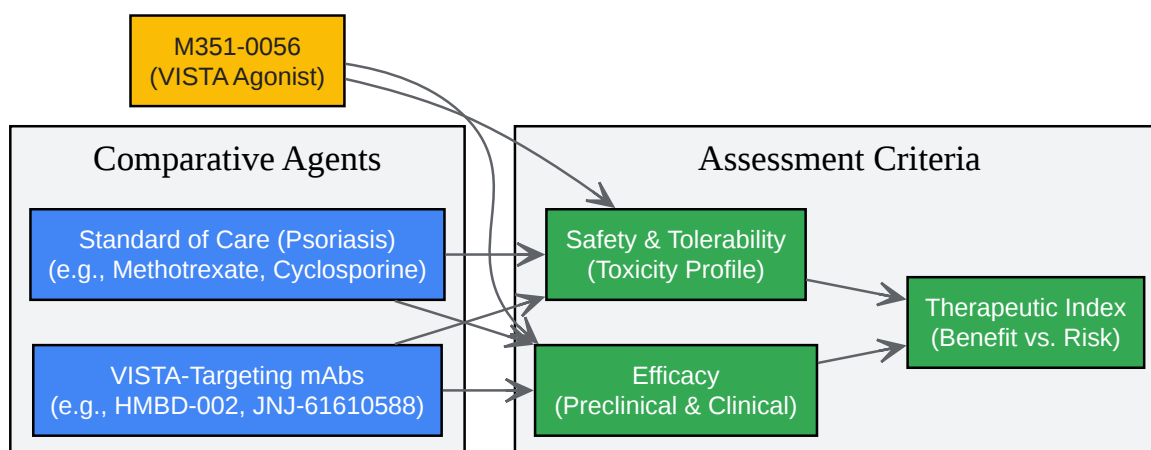 M351-0056
(VISTA Agonist)
Comparative Agents
Standard of Care (Psoriasis)
(e.g., Methotrexate, Cyclosporine)
VISTA-Targeting mAbs
(e.g., HMBD-002, JNJ-61610588)
Assessment Criteria
Safety & Tolerability
(Toxicity Profile)
Efficacy
(Preclinical & Clinical)
Therapeutic Index
(Benefit vs. Risk)